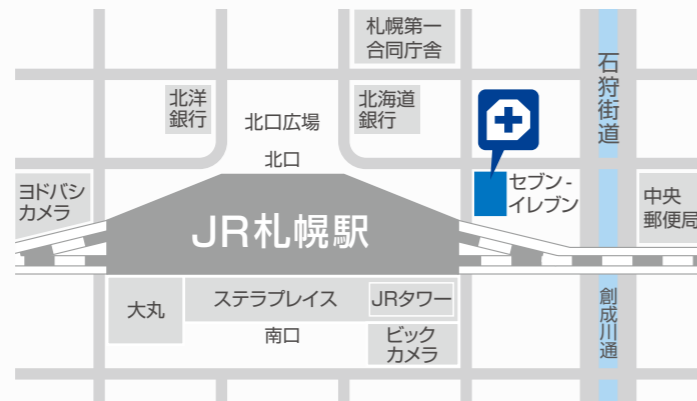 札幌第一
合同庁舎
石狩街道
北洋
銀行
北口広場
北海道
銀行
北口
ヨドバシ
カメラ
セブン-
イレブン
中央
郵便局
JR札幌駅
大丸
ステラプレイス
JRタワー
創成川通
南口
ビック
カメラ